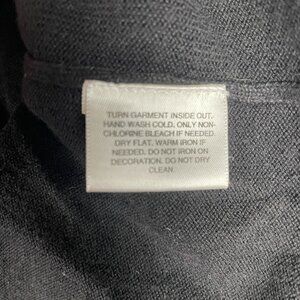 TURN GARMENT INSIDE OUT.
HAND WASH COLD, ONLY NON-
CHLORINE BLEACH IF NEEDED.
DRY FLAT. WARM IRON IF
NEEDED. DO NOT IRON ON
DECORATION. DO NOT DRY
CLEAN.